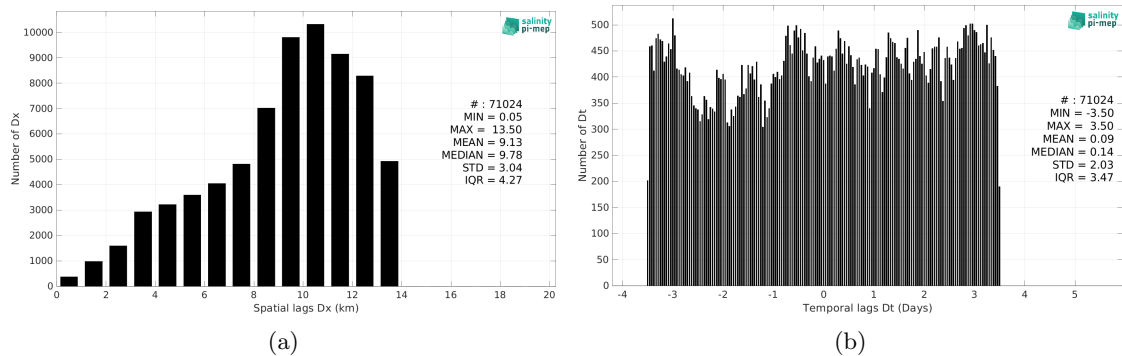 salinity
pi-mep
10000
9000
8000
7000
6000
5000
4000
3000
2000
1000
0
Number of Dx
# : 71024
MIN = 0.05
MAX = 13.50
MEAN = 9.13
MEDIAN = 9.78
STD = 3.04
IQR = 4.27
0 2 4 6 8 10 12 14 16 18 20
Spatial lags Dx (km)
(a)
salinity
pi-mep
500
450
400
350
300
250
200
150
100
50
0
Number of Dt
# : 71024
MIN = -3.50
MAX = 3.50
MEAN = 0.09
MEDIAN = 0.14
STD = 2.03
IQR = 3.47
-4 -3 -2 -1 0 1 2 3 4 5
Temporal lags Dt (Days)
(b)